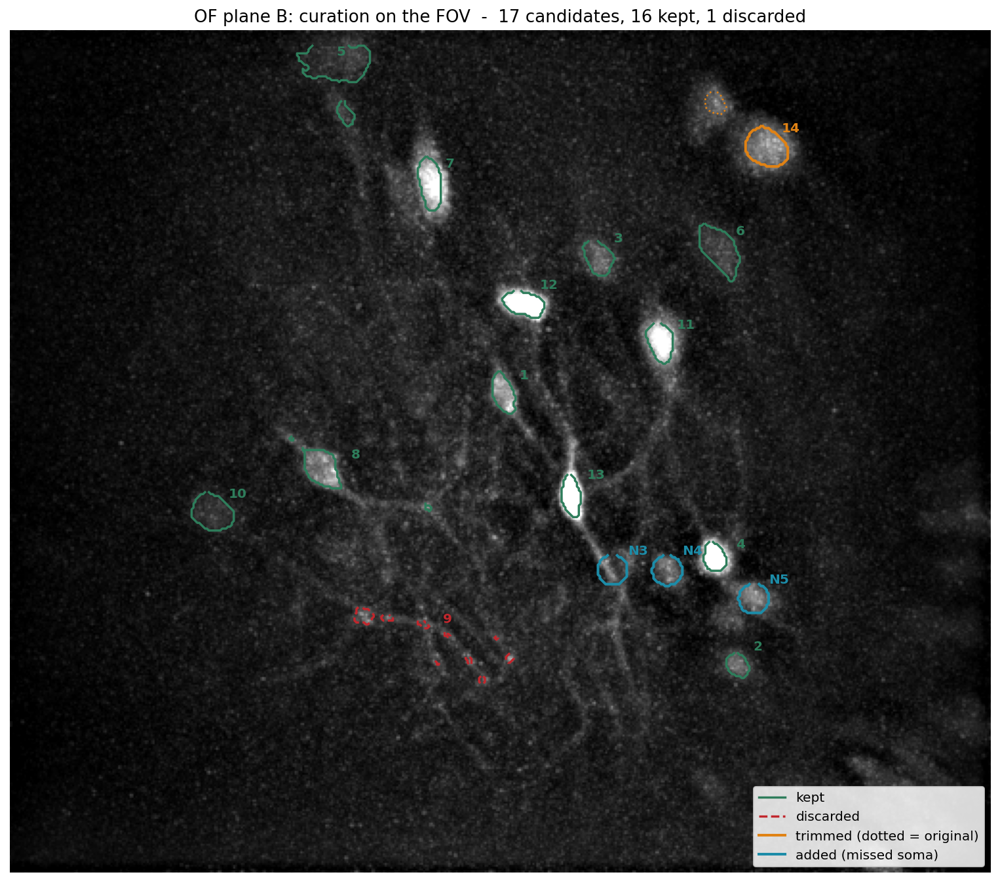 OF plane B: curation on the FOV - 17 candidates, 16 kept, 1 discarded
5
14
7
3
6
12
11
1
8
13
10
4
N3
N4
N5
9
2
kept
discarded
trimmed (dotted = original)
added (missed soma)